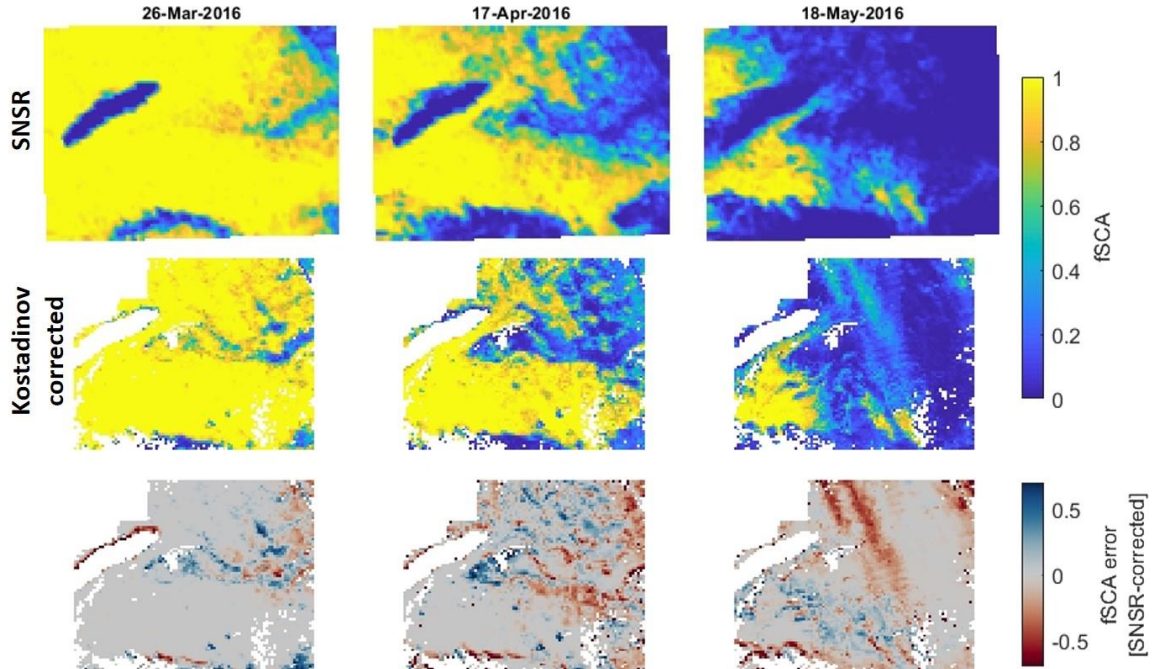 26-Mar-2016 17-Apr-2016 18-May-2016
SNSR
1
0.8
0.6
0.4
0.2
0
fSCA
Kostadinov
corrected
0.5
0
-0.5
fSCA error
[SNSR-corrected]